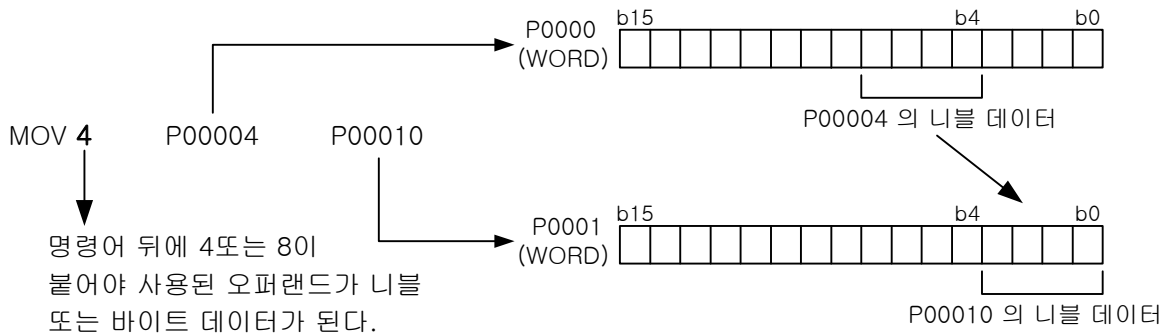 P0000
(WORD)
b15 b4 b0
P00004 의 니블 데이터
MOV 4 P00004 P00010
P0001
(WORD)
b15 b4 b0
P00010 의 니블 데이터
명령어 뒤에 4또는 8이
붙어야 사용된 오퍼랜드가 니블
또는 바이트 데이터가 된다.